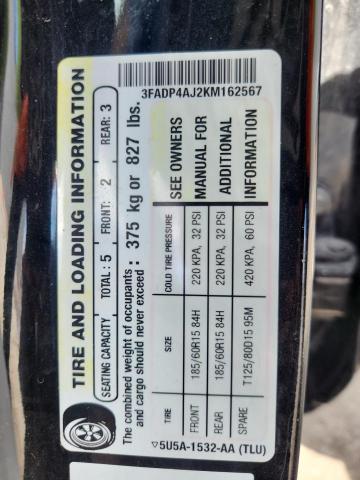 TIRE AND LOADING INFORMATION
SEATING CAPACITY TOTAL : 5 FRONT: 2 REAR: 3
The combined weight of occupants : 375 kg or 827 lbs.
and cargo should never exceed
TIRE SIZE COLD TIRE PRESSURE SEE OWNERS
FRONT 185/60R15 84H 220 KPA, 32 PSI MANUAL FOR
REAR 185/60R15 84H 220 KPA, 32 PSI ADDITIONAL
SPARE T125/80D15 95M 420 KPA, 60 PSI INFORMATION
▽5U5A-1532-AA (TLU) 3FADP4AJ2KM162567